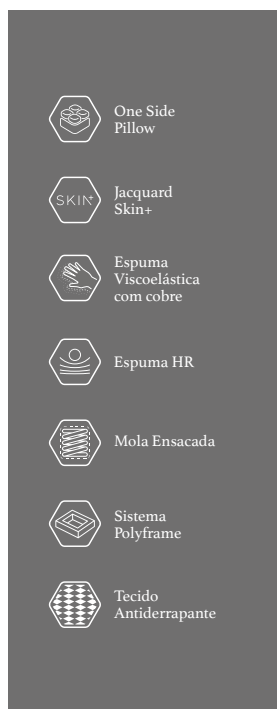 One Side
Pillow
SKIN+
Jacquard
Skin+
Espuma
Viscoelástica
com cobre
Espuma HR
Mola Ensacada
Sistema
Polyframe
Tecido
Antiderrapante